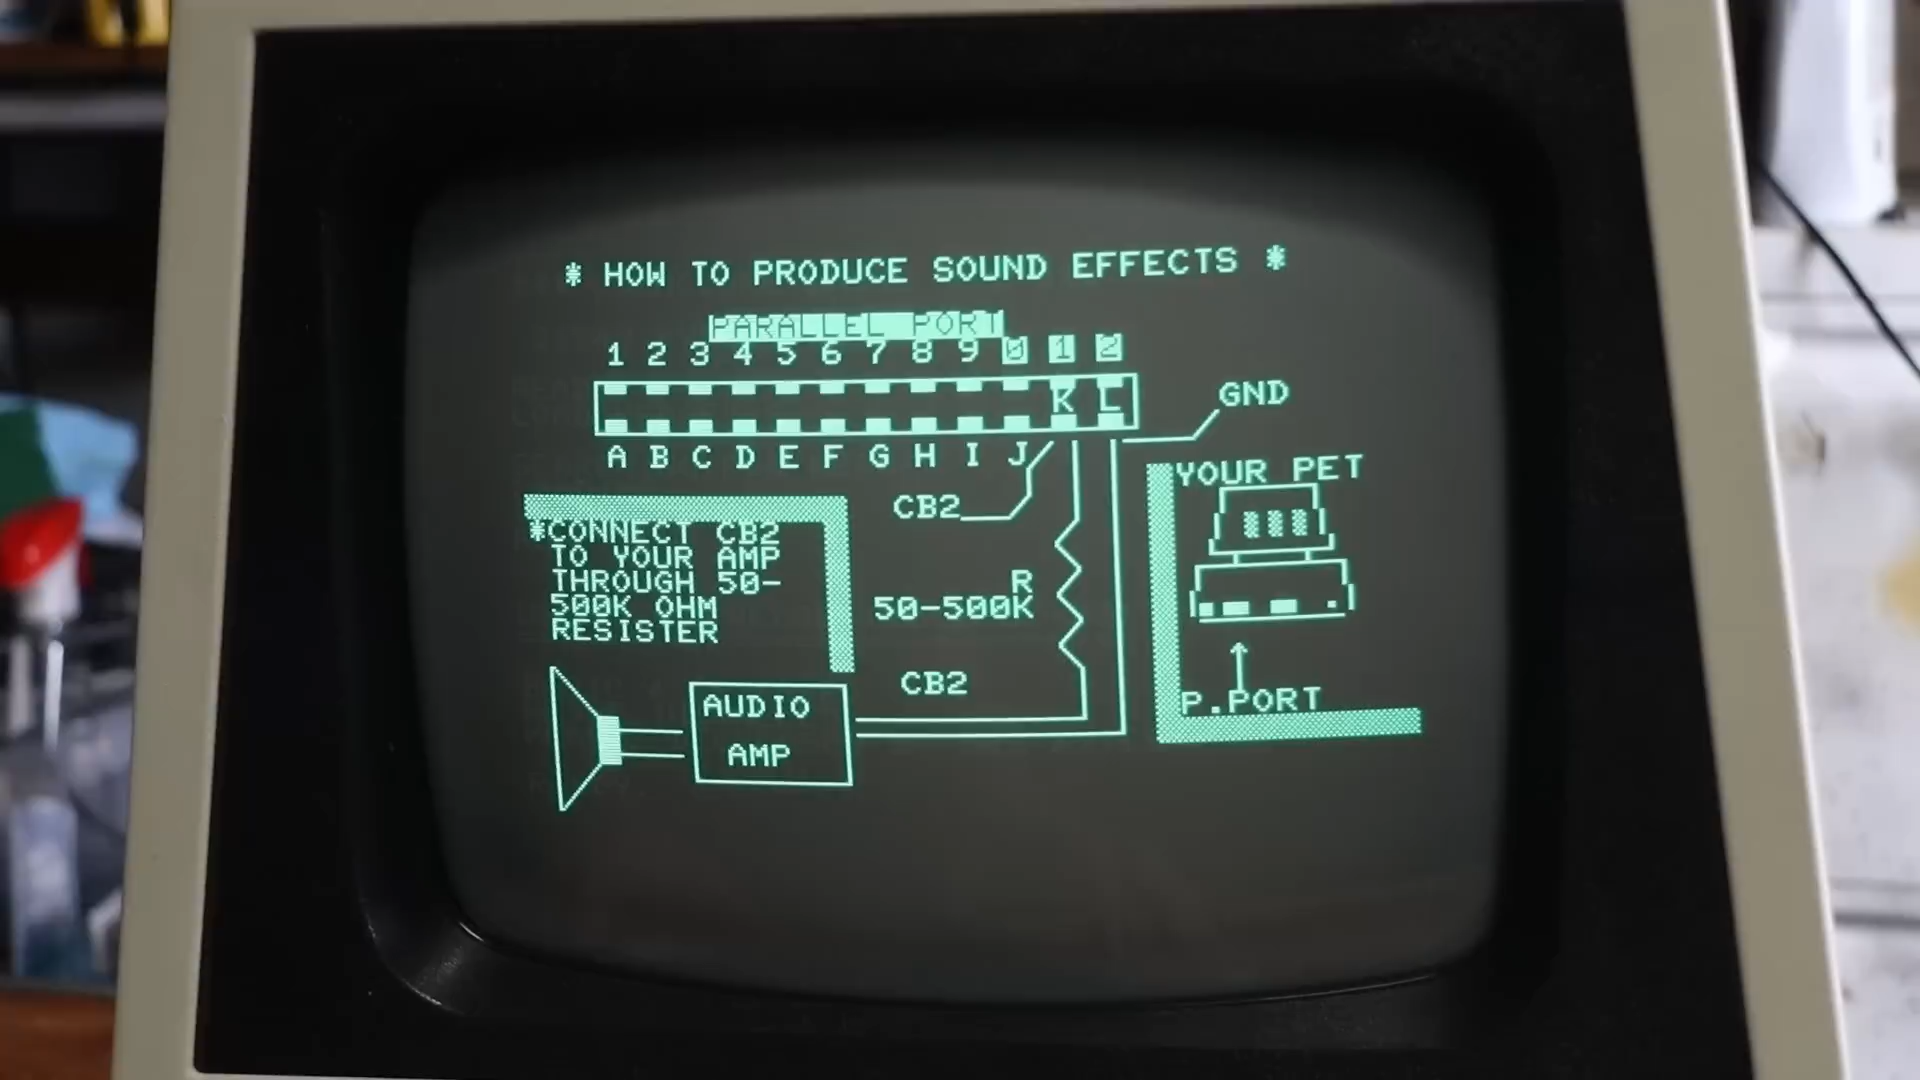 * HOW TO PRODUCE SOUND EFFECTS *
PARALLEL PORT
1 2 3 4 5 6 7 8 9 0 1 2
K L
GND
A B C D E F G H I J
YOUR PET
CB2
*CONNECT CB2
TO YOUR AMP
THROUGH 50-
500K OHM
RESISTER
R
50-500K
CB2
P.PORT
AUDIO
AMP